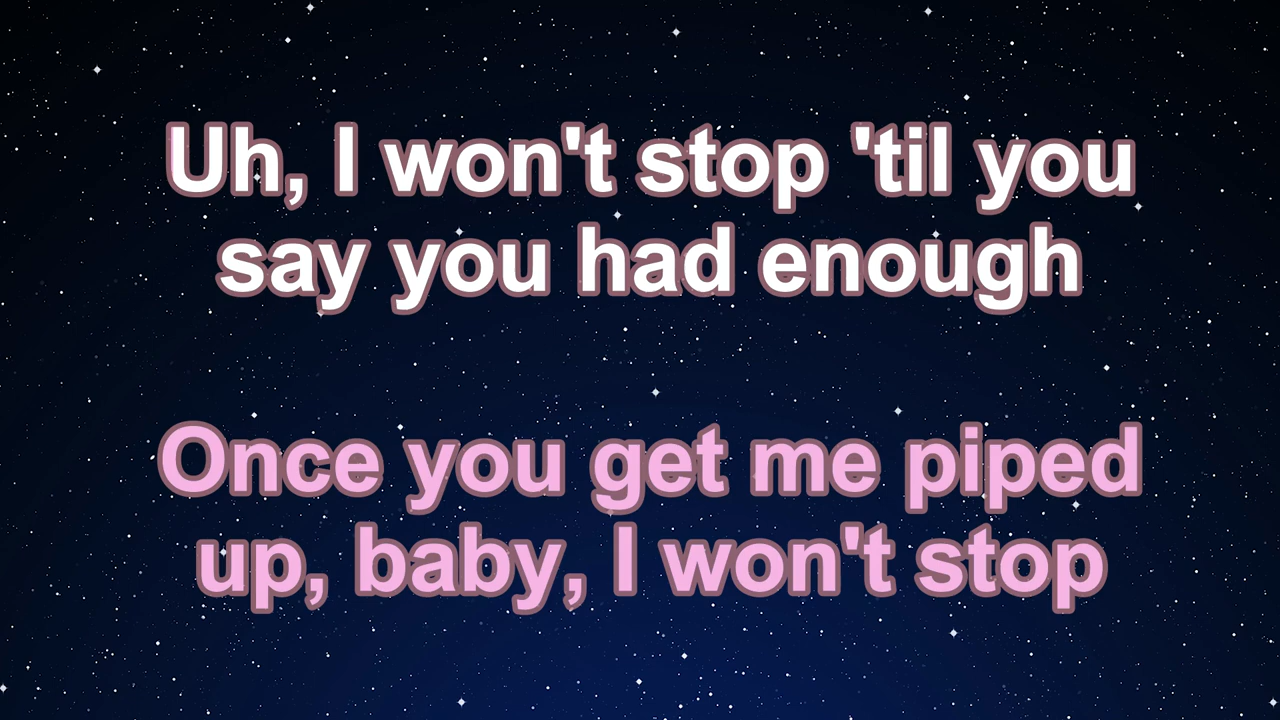 Uh, I won't stop 'til you
say you had enough
Once you get me piped
up, baby, I won't stop